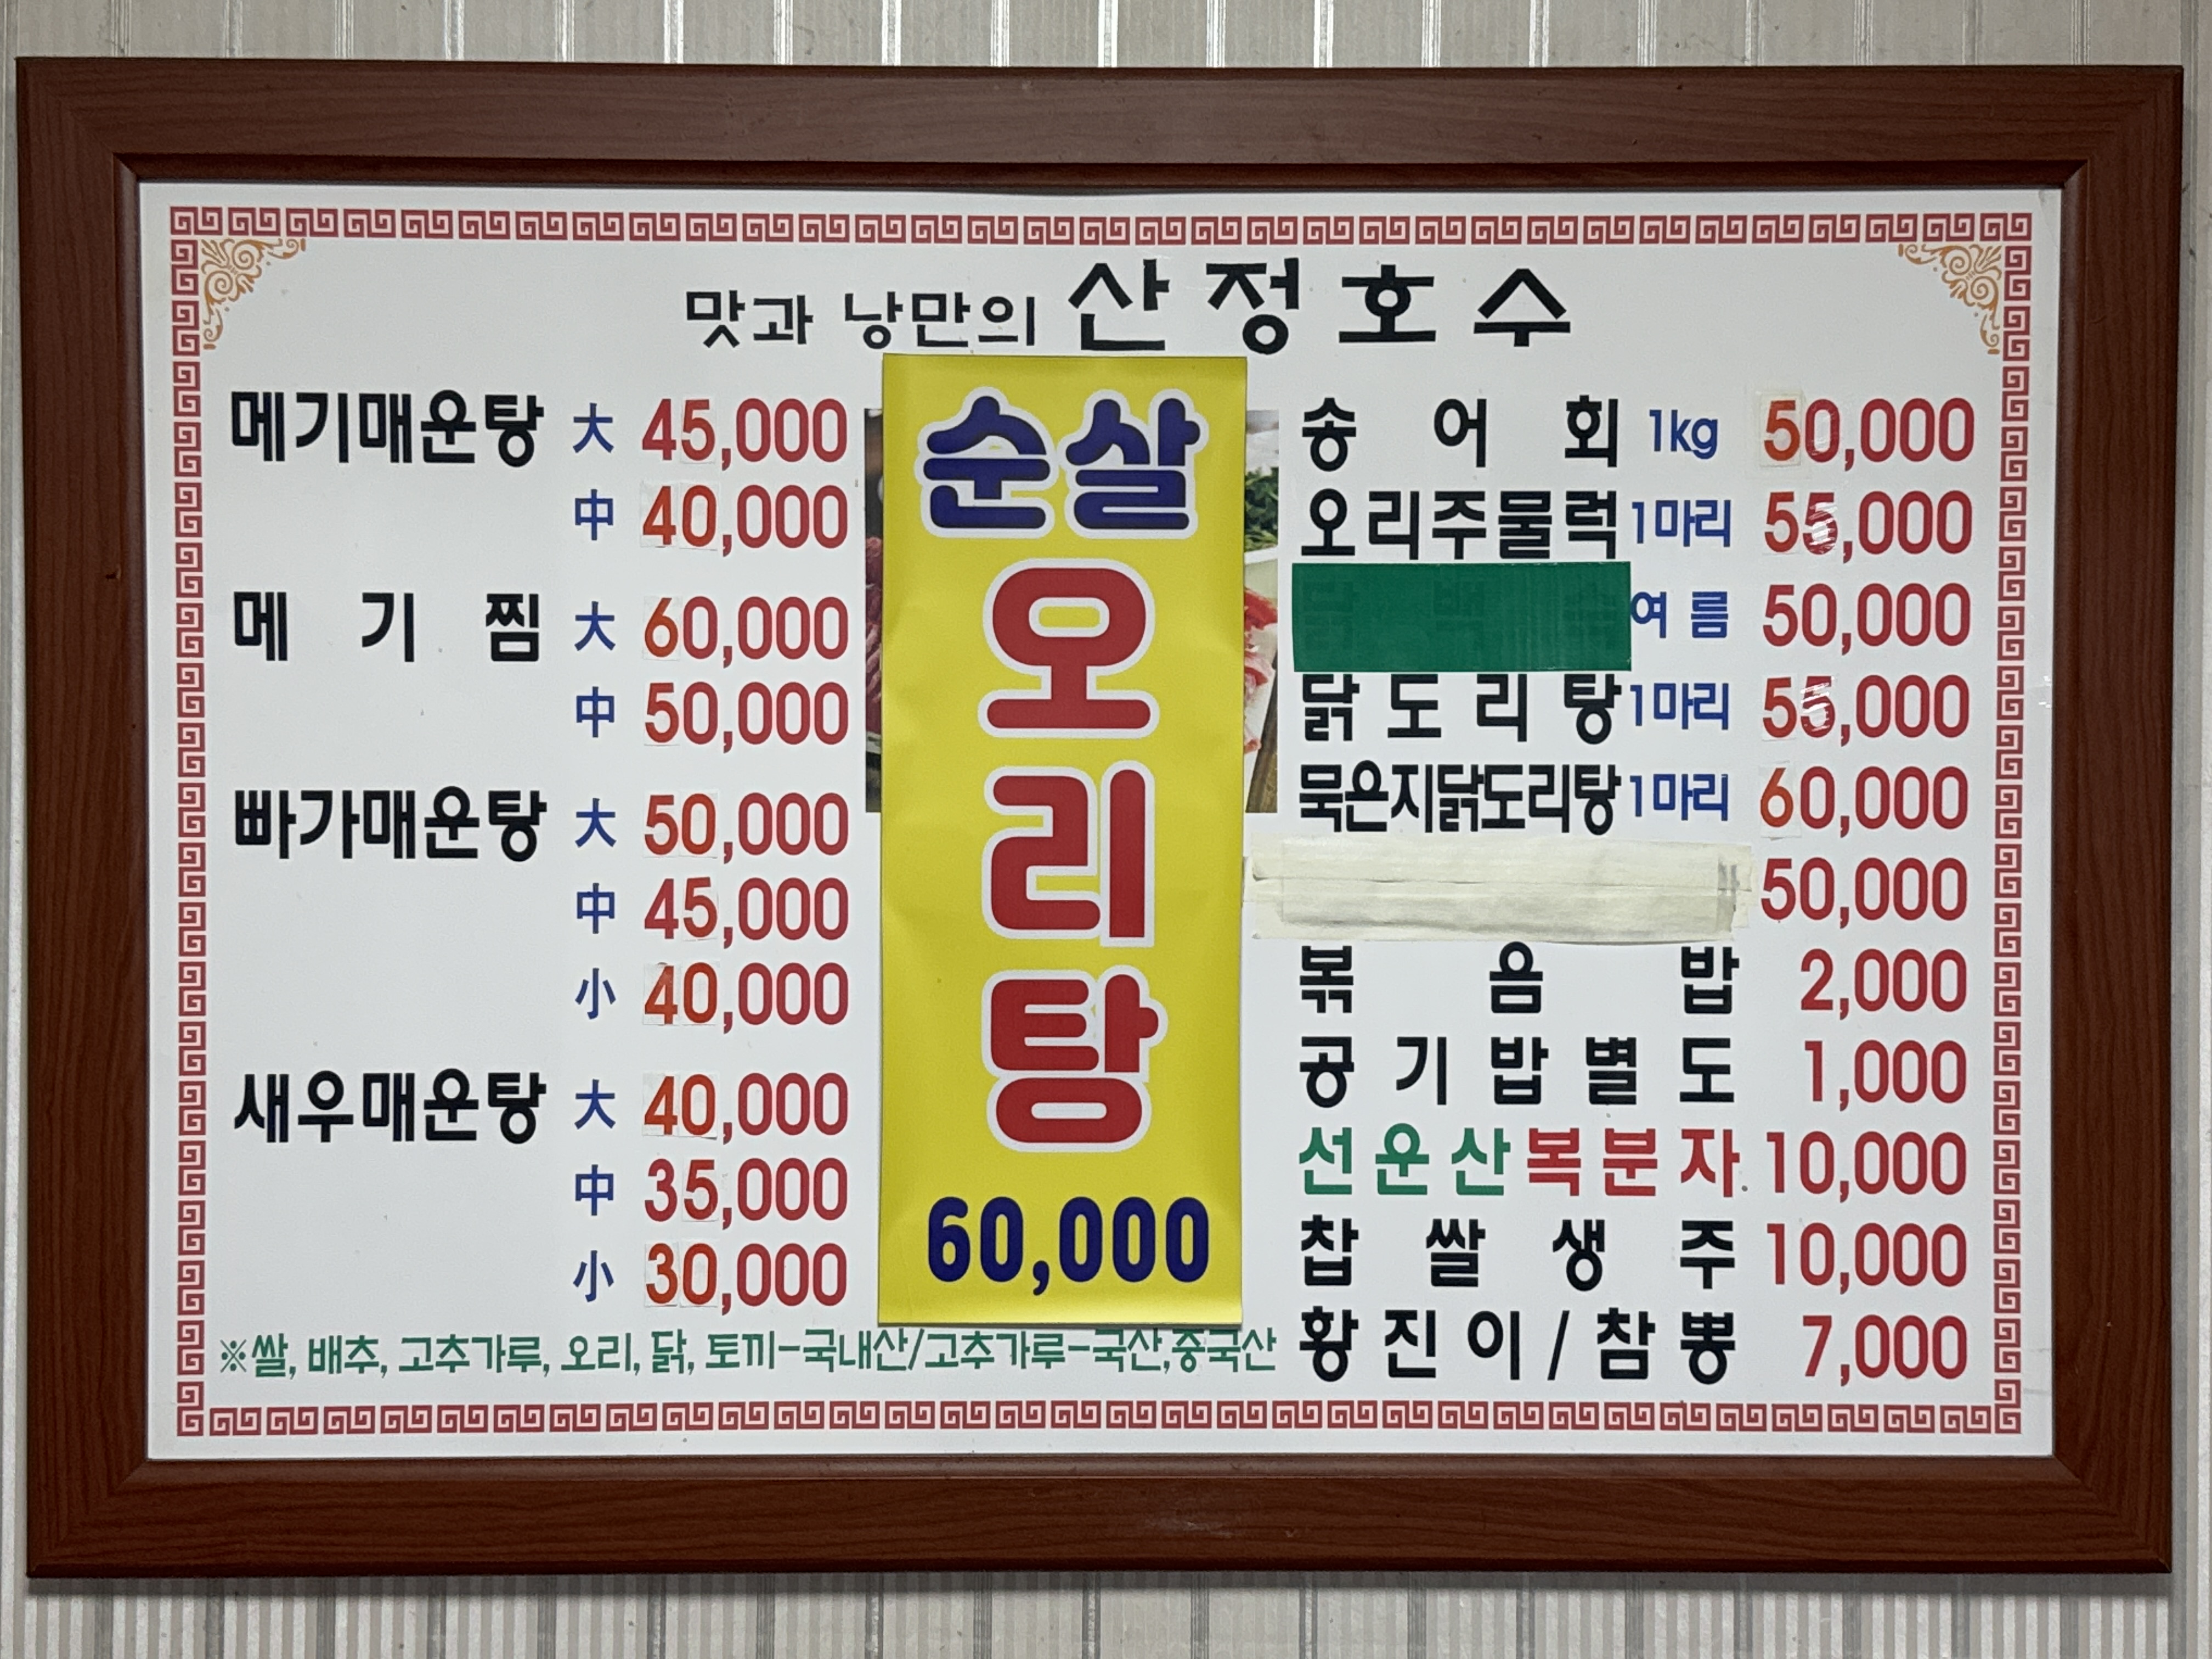 맛과 낭만의 산정호수
메기매운탕 大 45,000
中 40,000
메기찜 大 60,000
中 50,000
빠가매운탕 大 50,000
中 45,000
小 40,000
새우매운탕 大 40,000
中 35,000
小 30,000
순살
오
리
탕
60,000
송어회 1kg 50,000
오리주물럭 1마리 55,000
여름 50,000
닭도리탕 1마리 55,000
묵은지닭도리탕 1마리 60,000
50,000
볶음밥 2,000
공기밥별도 1,000
선운산복분자 10,000
찹쌀생주 10,000
황진이/참뽕 7,000
※쌀, 배추, 고추가루, 오리, 닭, 토끼-국내산/고추가루-국산,중국산